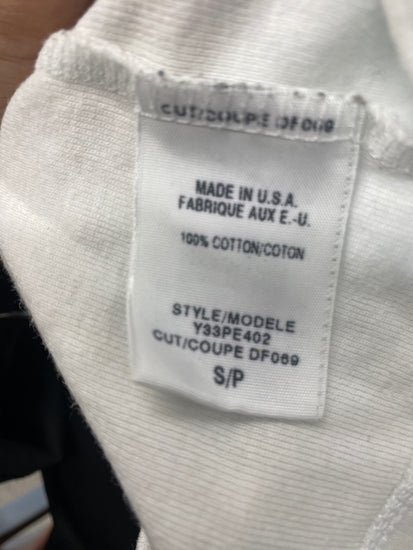 CUT/COUPE DF069
MADE IN U.S.A.
FABRIQUE AUX E.-U.
100% COTTON/COTON
STYLE/MODELE
Y33PE402
CUT/COUPE DF069
S/P